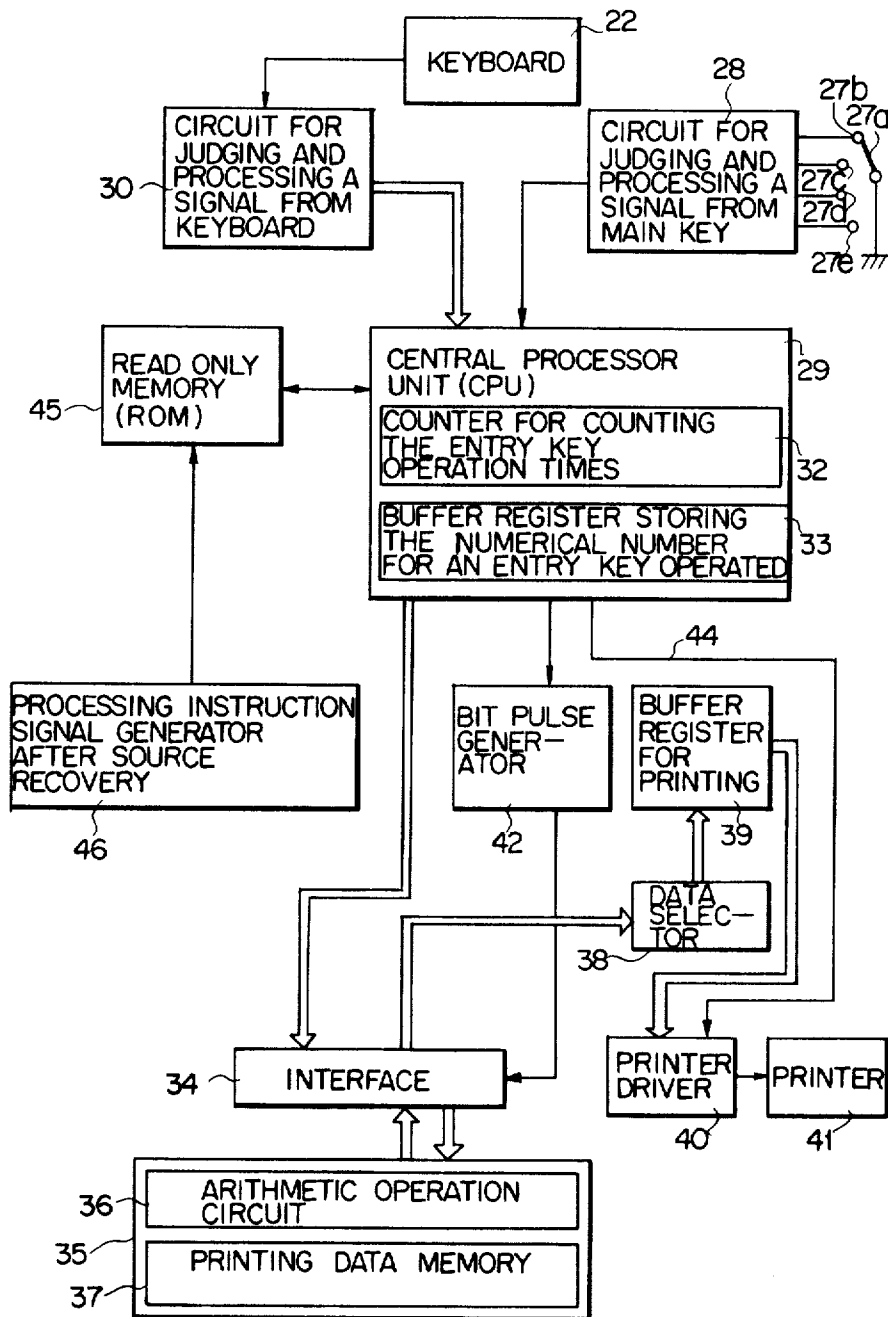 22
KEYBOARD
28
27b
27a
CIRCUIT FOR
JUDGING AND
PROCESSING A
SIGNAL FROM
KEYBOARD
30
CIRCUIT FOR
JUDGING AND
PROCESSING A
SIGNAL FROM
MAIN KEY
27c
27d
27e
READ ONLY
MEMORY
(ROM)
45
CENTRAL PROCESSOR
UNIT (CPU)
29
COUNTER FOR COUNTING
THE ENTRY KEY
OPERATION TIMES
32
BUFFER REGISTER STORING
THE NUMERICAL NUMBER
FOR AN ENTRY KEY OPERATED
33
44
PROCESSING INSTRUCTION
SIGNAL GENERATOR
AFTER SOURCE
RECOVERY
46
BIT PULSE
GENER-
ATOR
42
BUFFER
REGISTER
FOR
PRINTING
39
DATA
SELEC-
TOR
38
34
INTERFACE
PRINTER
DRIVER
40
PRINTER
41
36
ARITHMETIC OPERATION
CIRCUIT
35
PRINTING DATA MEMORY
37